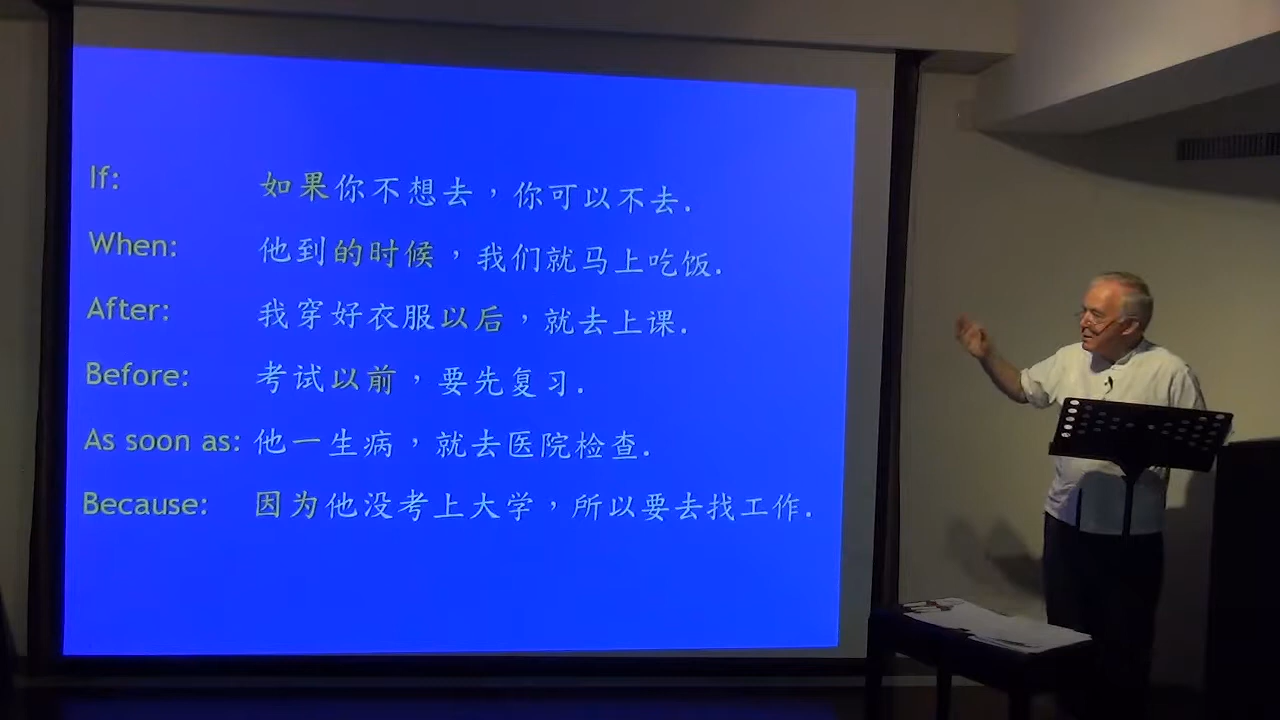 If: 如果你不想去，你可以不去.
When: 他到的时候，我们就马上吃饭.
After: 我穿好衣服以后，就去上课.
Before: 考试以前，要先复习.
As soon as: 他一生病，就去医院检查.
Because: 因为他没考上大学，所以要去找工作.